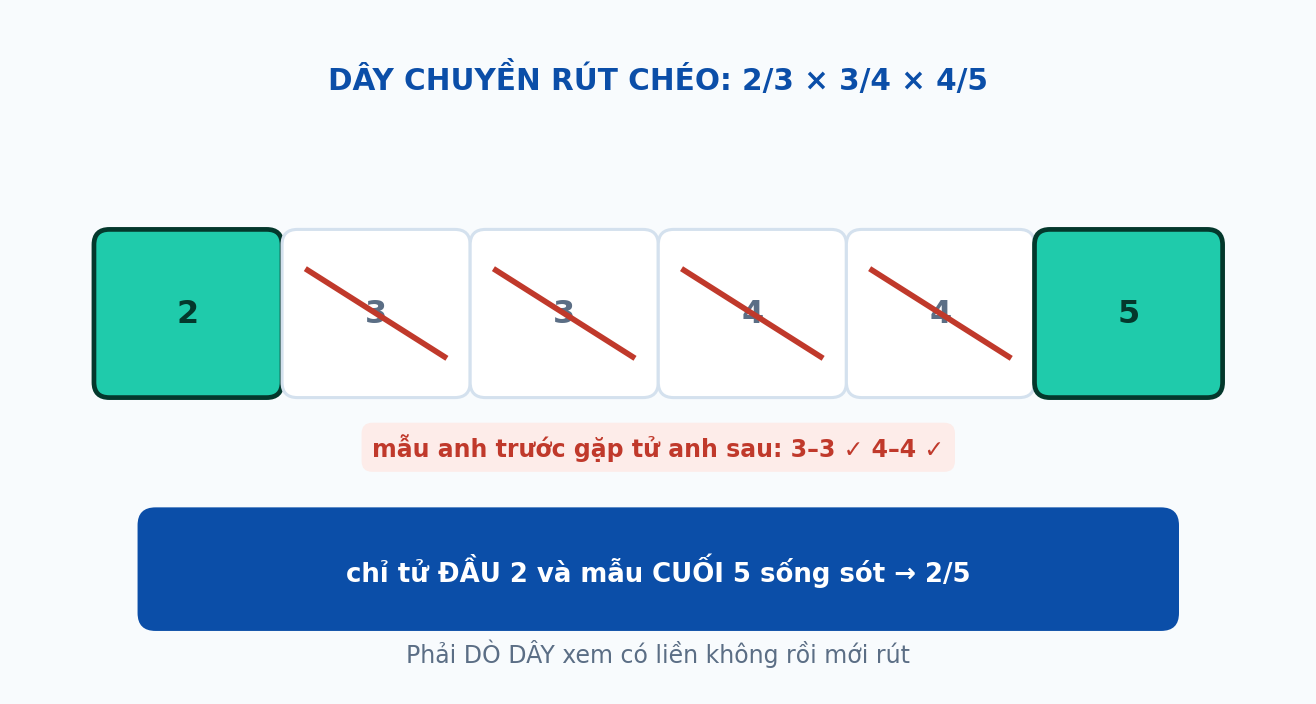 DÂY CHUYỀN RÚT CHÉO: 2/3 × 3/4 × 4/5
2 3 3 4 4 5
mẫu anh trước gặp tử anh sau: 3–3 ✓ 4–4 ✓
chỉ tử ĐẦU 2 và mẫu CUỐI 5 sống sót → 2/5
Phải DÒ DÂY xem có liền không rồi mới rút